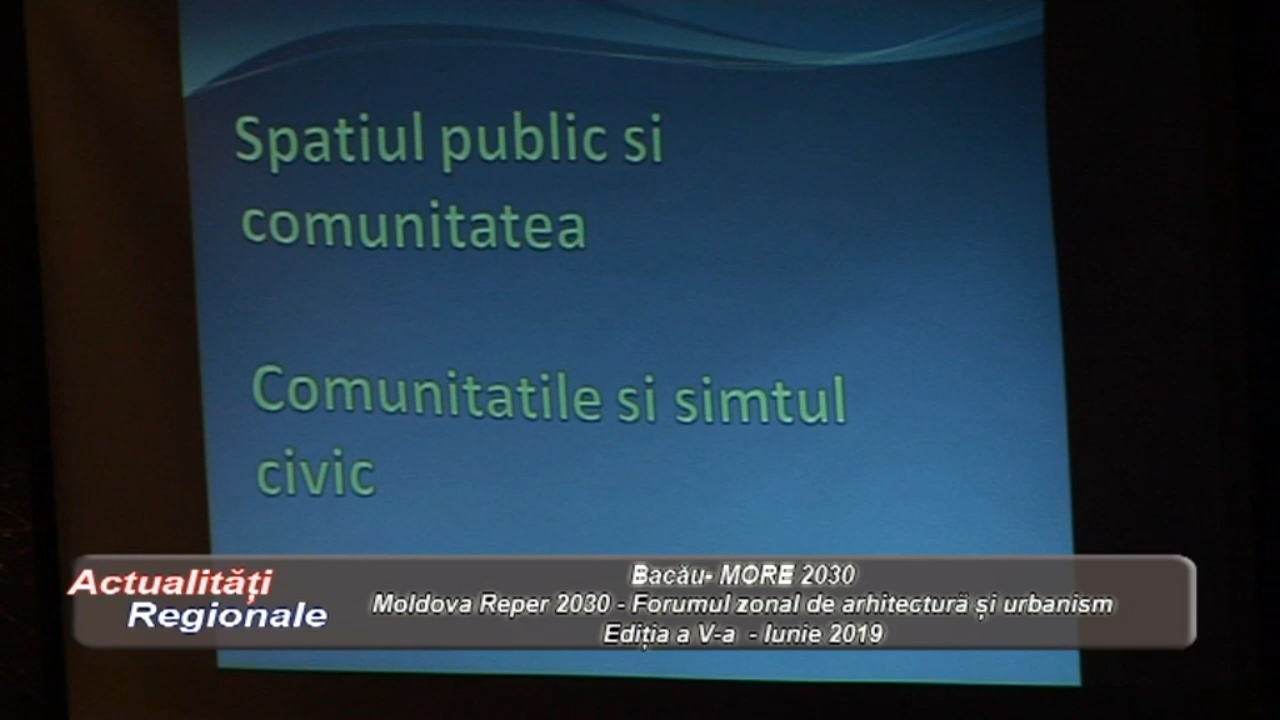 Spatiul public si
comunitatea
Comunitatile si simtul
civic
Actualități
Regionale
Bacău- MORE 2030
Moldova Reper 2030 - Forumul zonal de arhitectură și urbanism
Ediția a V-a - Iunie 2019